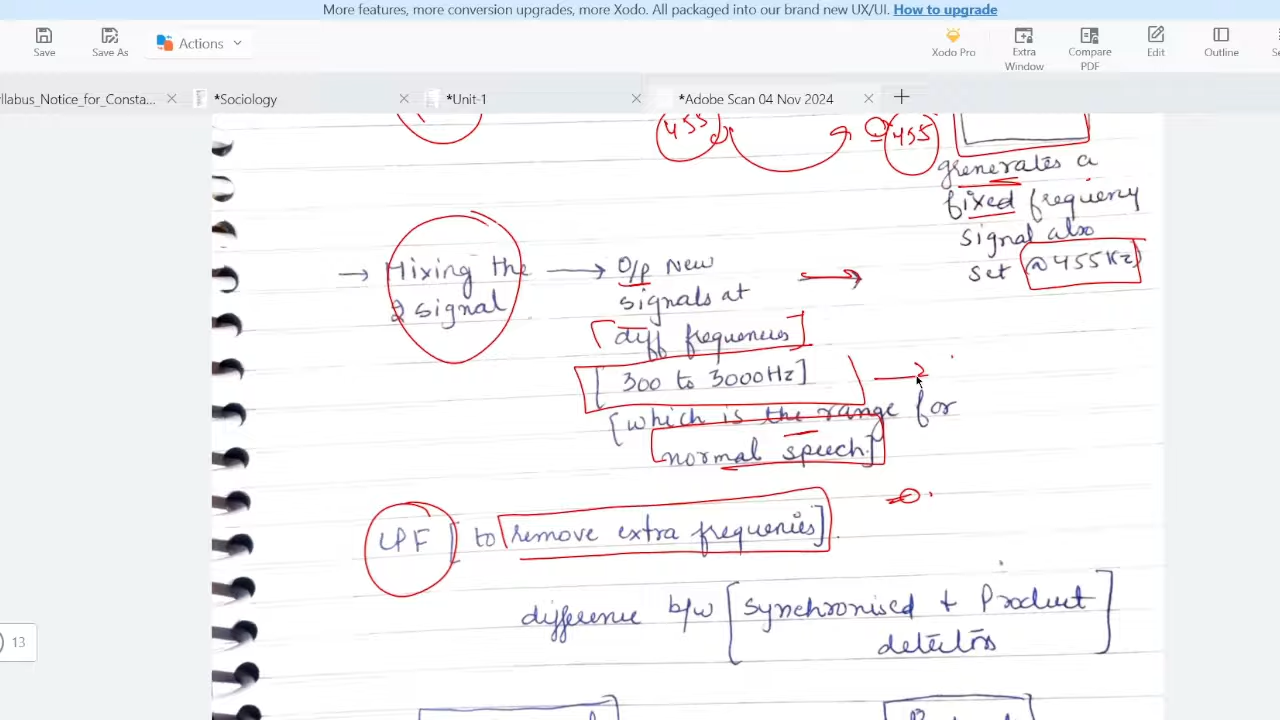 More features, more conversion upgrades, more Xodo. All packaged into our brand new UX/UI. How to upgrade
Save
Save As
Actions
Xodo Pro
Extra Window
Compare PDF
Edit
Outline
llabus_Notice_for_Consta...
*Sociology
*Unit-1
*Adobe Scan 04 Nov 2024
455
455
generates a
fixed frequency
signal also
set @455KHz
→ Mixing the → O/p New
2 signal signals at
[diff frequencies]
[300 to 3000Hz]
[which is the range for
normal speech]
LPF [to remove extra frequenies]
difference b/w [synchronised + Product
detectors]
13